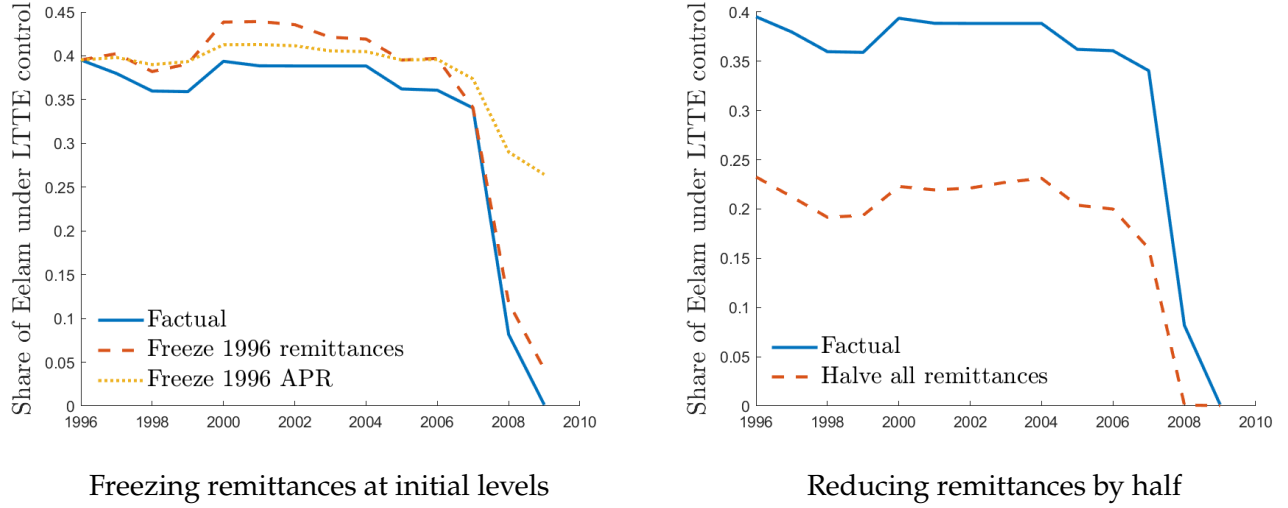 Share of Eelam under LTTE control
0.45
0.4
0.35
0.3
0.25
0.2
0.15
0.1
0.05
0
Factual
Freeze 1996 remittances
Freeze 1996 APR
1996 1998 2000 2002 2004 2006 2008 2010
Freezing remittances at initial levels
Share of Eelam under LTTE control
0.4
0.35
0.3
0.25
0.2
0.15
0.1
0.05
0
Factual
Halve all remittances
1996 1998 2000 2002 2004 2006 2008 2010
Reducing remittances by half